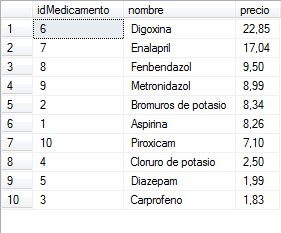 idMedicamento nombre precio
1 6 Digoxina 22,85
2 7 Enalapril 17,04
3 8 Fenbendazol 9,50
4 9 Metronidazol 8,99
5 2 Bromuros de potasio 8,34
6 1 Aspirina 8,26
7 10 Piroxicam 7,10
8 4 Cloruro de potasio 2,50
9 5 Diazepam 1,99
10 3 Carprofeno 1,83